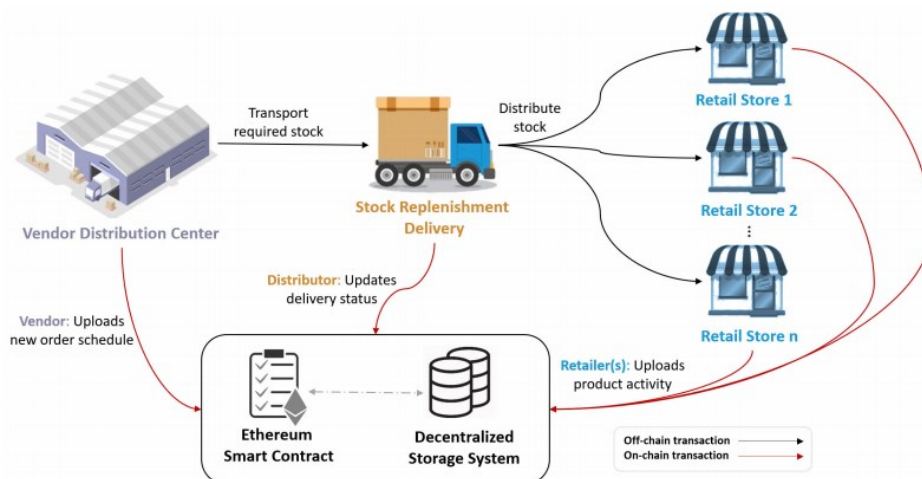 Transport
required stock
Distribute
stock
Retail Store 1
Retail Store 2
Retail Store n
Vendor Distribution Center
Stock Replenishment
Delivery
Distributor: Updates
delivery status
Vendor: Uploads
new order schedule
Retailer(s): Uploads
product activity
Ethereum
Smart Contract
Decentralized
Storage System
Off-chain transaction
On-chain transaction